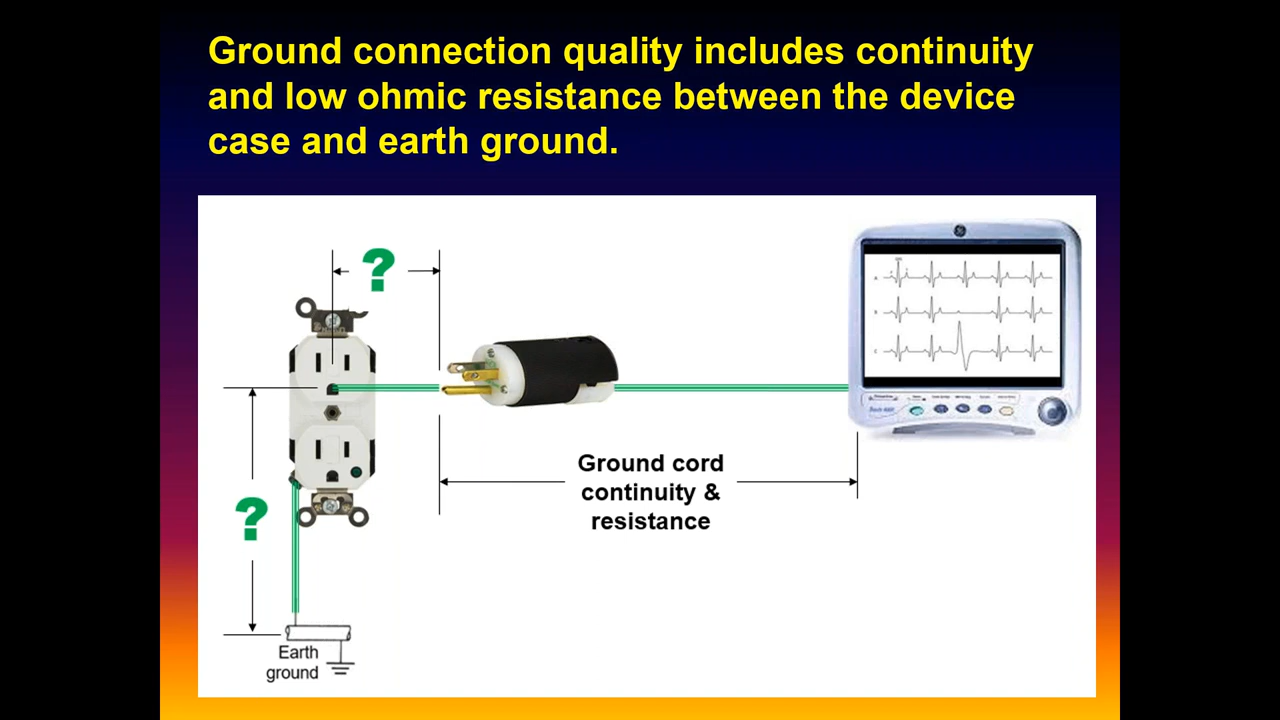 Ground connection quality includes continuity
and low ohmic resistance between the device
case and earth ground.
?
?
Ground cord
continuity &
resistance
Earth
ground